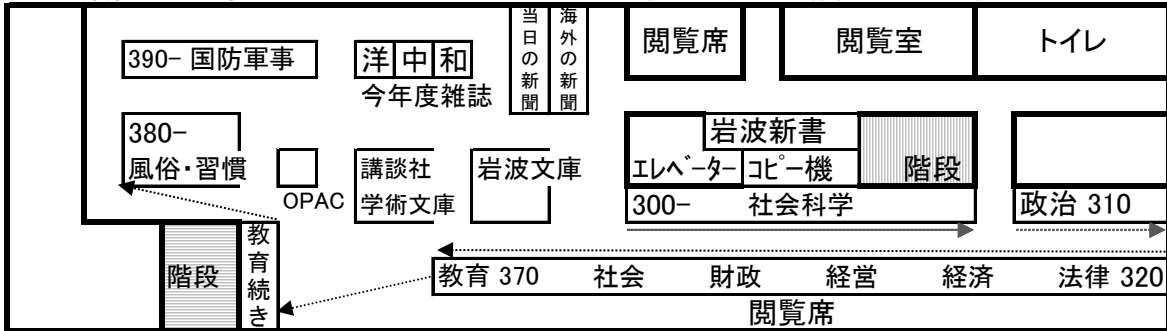 当日の新聞
海外の新聞
閲覧席
閲覧室
トイレ
390- 国防軍事
洋 中 和
今年度雑誌
380-
風俗・習慣
OPAC
講談社
学術文庫
岩波文庫
岩波新書
エレベーター
コピー機
階段
300- 社会科学
政治 310
階段
教育続き
教育 370 社会 財政 経営 経済 法律 320
閲覧席